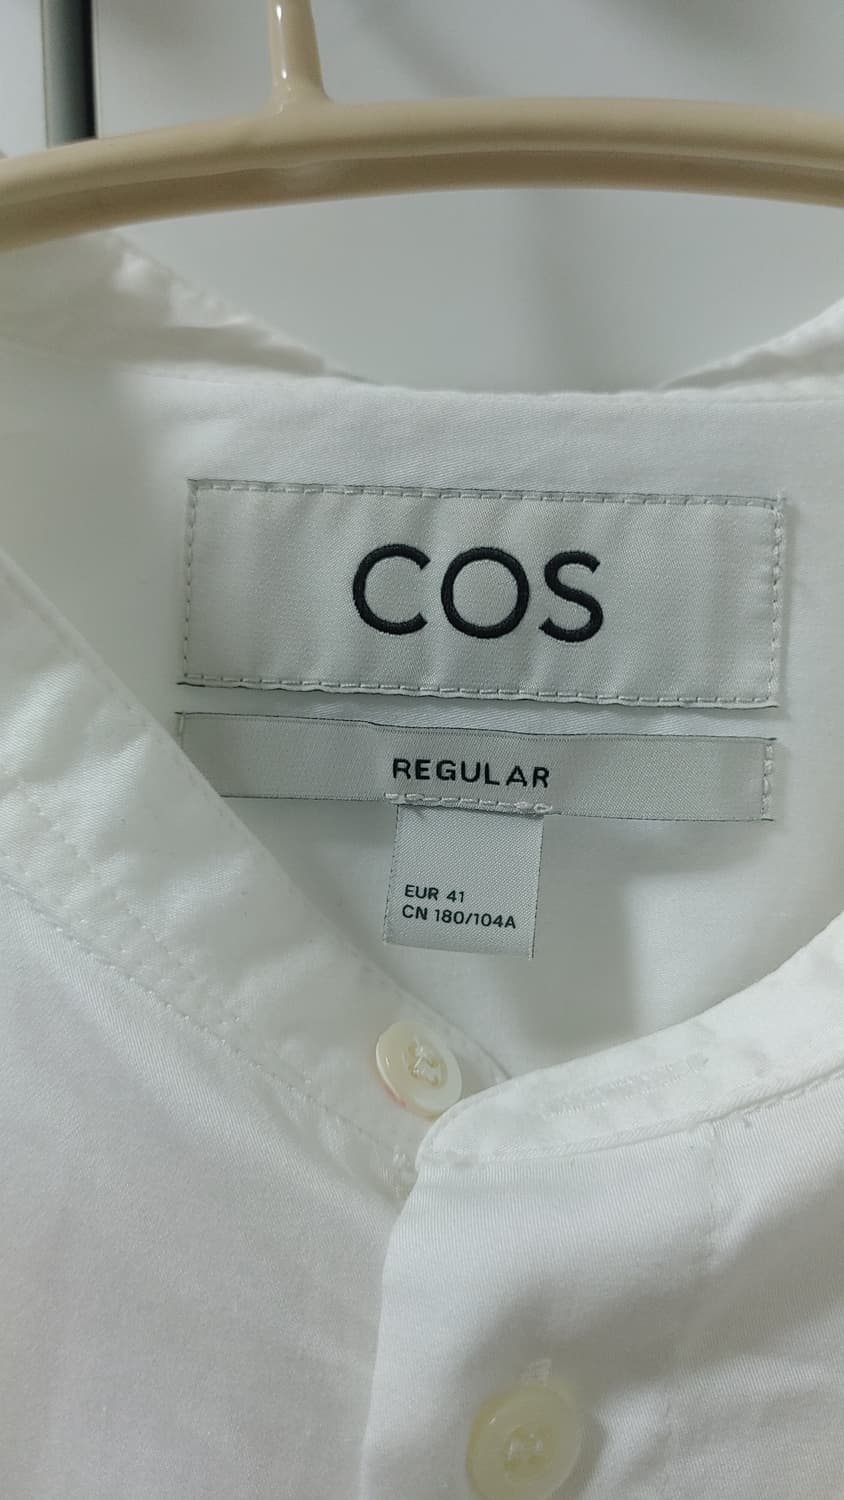 COS
REGULAR
EUR 41
CN 180/104A